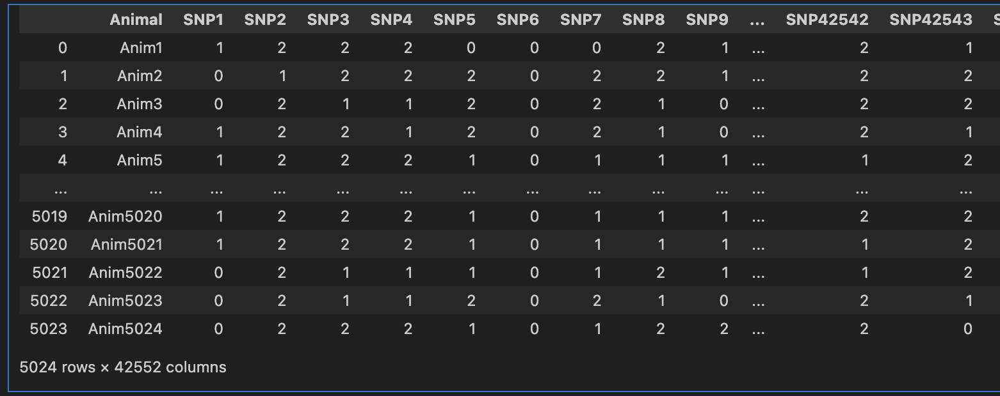 Animal SNP1 SNP2 SNP3 SNP4 SNP5 SNP6 SNP7 SNP8 SNP9 ... SNP42542 SNP42543 S
0 Anim1 1 2 2 2 0 0 0 2 1 ... 2 1
1 Anim2 0 1 2 2 2 0 2 2 1 ... 2 2
2 Anim3 0 2 1 1 2 0 2 1 0 ... 2 2
3 Anim4 1 2 2 1 2 0 2 1 0 ... 2 1
4 Anim5 1 2 2 2 1 0 1 1 1 ... 1 2
... ... ... ... ... ... ... ... ... ... ... ... ... ...
5019 Anim5020 1 2 2 2 1 0 1 1 1 ... 2 2
5020 Anim5021 1 2 2 2 1 0 1 1 1 ... 1 2
5021 Anim5022 0 2 1 1 1 0 1 2 1 ... 1 2
5022 Anim5023 0 2 1 1 2 0 2 1 0 ... 2 1
5023 Anim5024 0 2 2 2 1 0 1 2 2 ... 2 0
5024 rows × 42552 columns